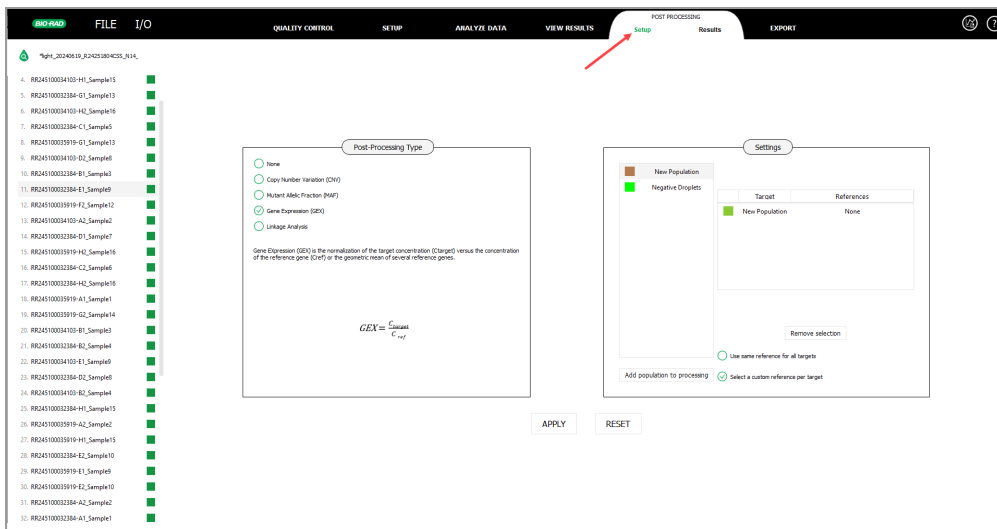 BIO-RAD FILE I/O QUALITY CONTROL SETUP ANALYZE DATA VIEW RESULTS POST PROCESSING EXPORT
Setup Results
*light_20240619_R24251804CSS_N14_
4. RR245100034103-H1_Sample15
5. RR245100032384-G1_Sample13
6. RR245100034103-H2_Sample16
7. RR245100032384-C1_Sample5
8. RR245100035919-G1_Sample13
9. RR245100034103-D2_Sample8
10. RR245100032384-B1_Sample3
11. RR245100032384-E1_Sample9
12. RR245100035919-F2_Sample12
13. RR245100034103-A2_Sample2
14. RR245100032384-D1_Sample7
15. RR245100035919-H2_Sample16
16. RR245100032384-C2_Sample6
17. RR245100032384-H2_Sample16
18. RR245100035919-A1_Sample1
19. RR245100035919-G2_Sample14
20. RR245100034103-B1_Sample3
21. RR245100032384-B2_Sample4
22. RR245100034103-E1_Sample9
23. RR245100032384-D2_Sample8
24. RR245100034103-B2_Sample4
25. RR245100032384-H1_Sample15
26. RR245100035919-A2_Sample2
27. RR245100035919-H1_Sample15
28. RR245100032384-E2_Sample10
29. RR245100035919-E1_Sample9
30. RR245100035919-E2_Sample10
31. RR245100032384-A2_Sample2
32. RR245100032384-A1_Sample1
Post-Processing Type
None
Copy Number Variation (CNV)
Mutant Allelic Fraction (MAF)
Gene Expression (GEX)
Linkage Analysis
Gene EXpression (GEX) is the normalization of the target concentration (Ctarget) versus the concentration
of the reference gene (Cref) or the geometric mean of several reference genes.
GEX = C target / C ref
Settings
New Population
Negative Droplets
Target References
New Population None
Remove selection
Use same reference for all targets
Add population to processing
Select a custom reference per target
APPLY RESET